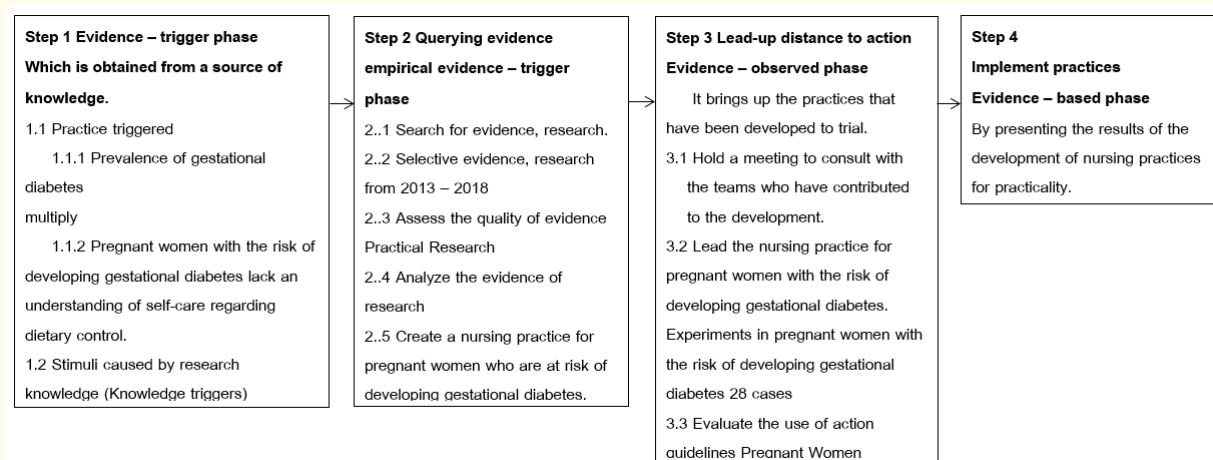 Step 1 Evidence – trigger phase
Which is obtained from a source of
knowledge.
1.1 Practice triggered
1.1.1 Prevalence of gestational
diabetes
multiply
1.1.2 Pregnant women with the risk of
developing gestational diabetes lack an
understanding of self-care regarding
dietary control.
1.2 Stimuli caused by research
knowledge (Knowledge triggers)
Step 2 Querying evidence
empirical evidence – trigger
phase
2..1 Search for evidence, research.
2..2 Selective evidence, research
from 2013 – 2018
2..3 Assess the quality of evidence
Practical Research
2..4 Analyze the evidence of
research
2..5 Create a nursing practice for
pregnant women who are at risk of
developing gestational diabetes.
Step 3 Lead-up distance to action
Evidence – observed phase
It brings up the practices that
have been developed to trial.
3.1 Hold a meeting to consult with
the teams who have contributed
to the development.
3.2 Lead the nursing practice for
pregnant women with the risk of
developing gestational diabetes.
Experiments in pregnant women with
the risk of developing gestational
diabetes 28 cases
3.3 Evaluate the use of action
guidelines Pregnant Women
Step 4
Implement practices
Evidence – based phase
By presenting the results of the
development of nursing practices
for practicality.